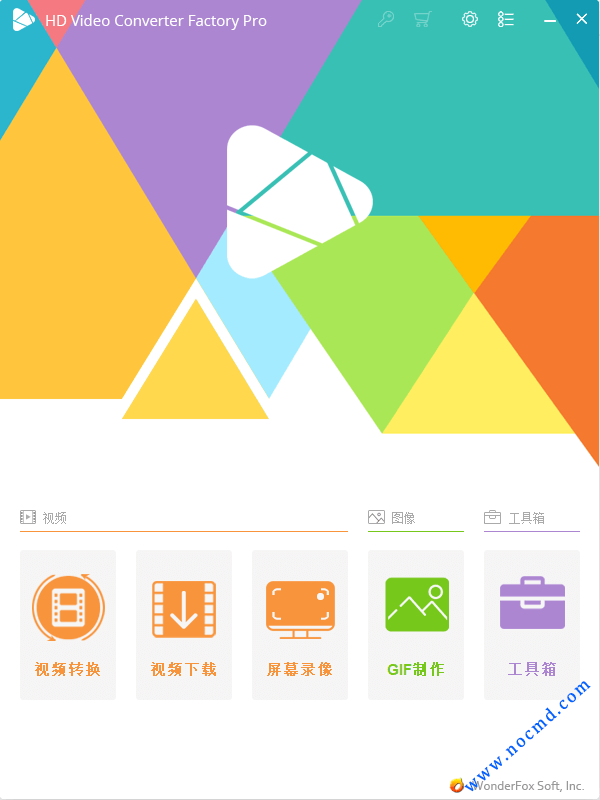 HD Video Converter Factory Pro
视频
图像
工具箱
视频转换
视频下载
屏幕录像
GIF制作
工具箱
www.nocmd.com
WonderFox Soft, Inc.